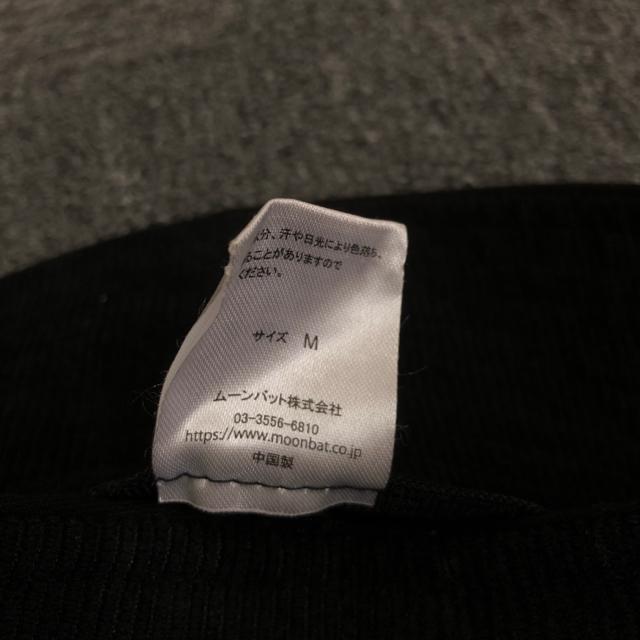 分、汗や日光により色落ち、
ることがありますので
ください。
サイズ M
ムーンバット株式会社
03-3556-6810
https://www.moonbat.co.jp
中国製